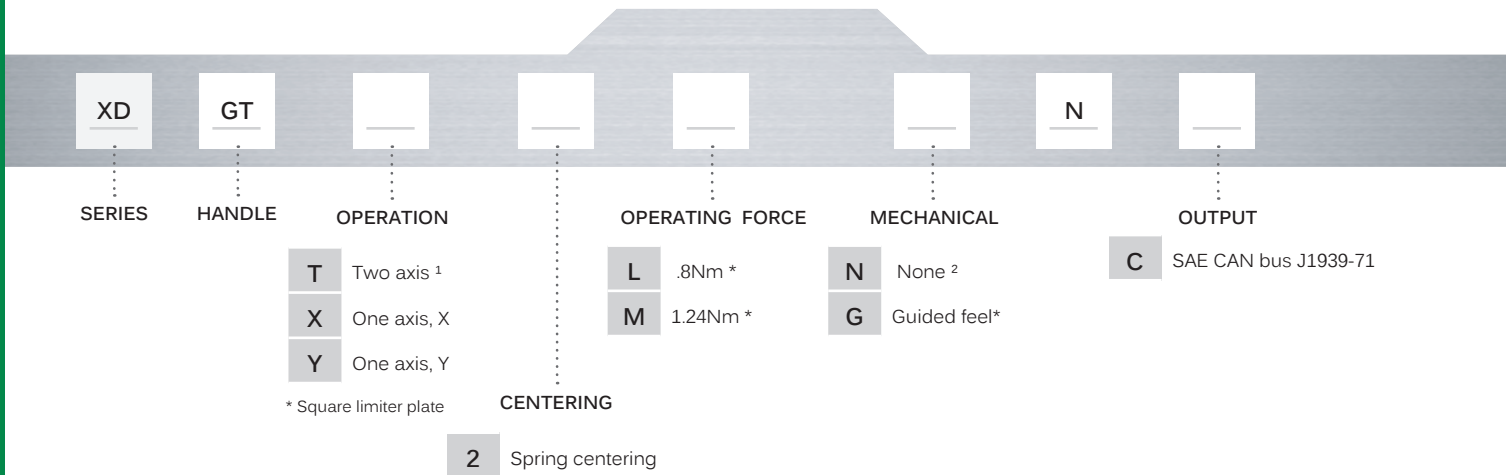 XD GT N
SERIES HANDLE OPERATION OPERATING FORCE MECHANICAL OUTPUT
T Two axis ¹
X One axis, X
Y One axis, Y
* Square limiter plate
CENTERING
2 Spring centering
L .8Nm *
M 1.24Nm *
N None ²
G Guided feel*
C SAE CAN bus J1939-71